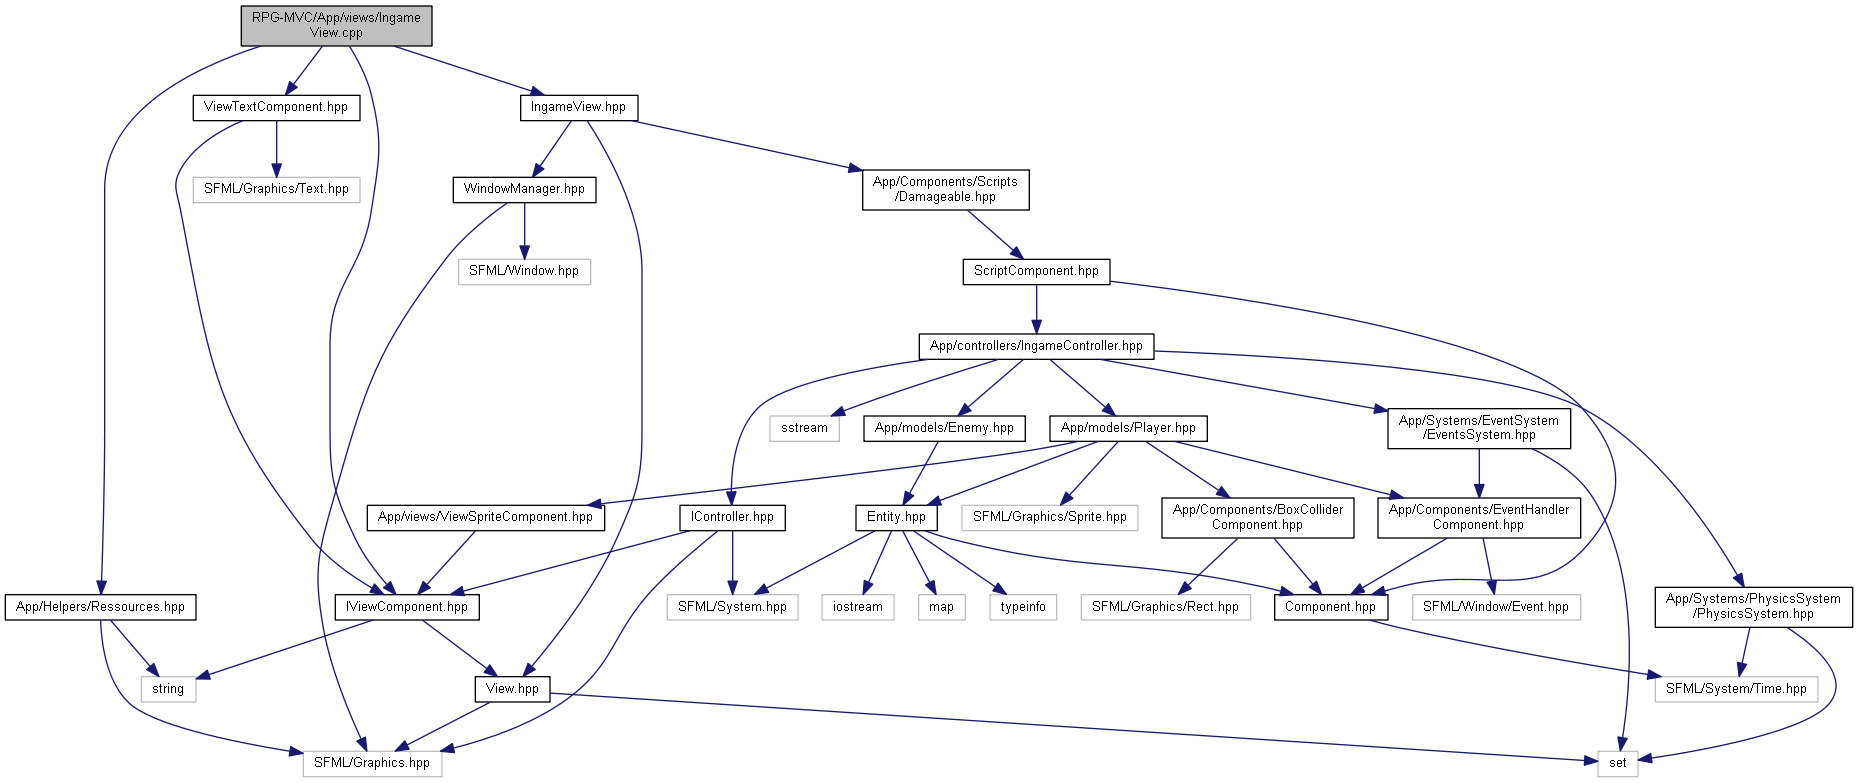 RPG-MVC/App/views/Ingame
View.cpp
ViewTextComponent.hpp
IngameView.hpp
SFML/Graphics/Text.hpp
WindowManager.hpp
App/Components/Scripts
/Damageable.hpp
SFML/Window.hpp
ScriptComponent.hpp
App/controllers/IngameController.hpp
sstream
App/models/Enemy.hpp
App/models/Player.hpp
App/Systems/EventSystem
/EventsSystem.hpp
App/views/ViewSpriteComponent.hpp
IController.hpp
Entity.hpp
SFML/Graphics/Sprite.hpp
App/Components/BoxCollider
Component.hpp
App/Components/EventHandler
Component.hpp
App/Helpers/Ressources.hpp
IViewComponent.hpp
SFML/System.hpp
iostream
map
typeinfo
SFML/Graphics/Rect.hpp
Component.hpp
SFML/Window/Event.hpp
App/Systems/PhysicsSystem
/PhysicsSystem.hpp
string
View.hpp
SFML/System/Time.hpp
SFML/Graphics.hpp
set